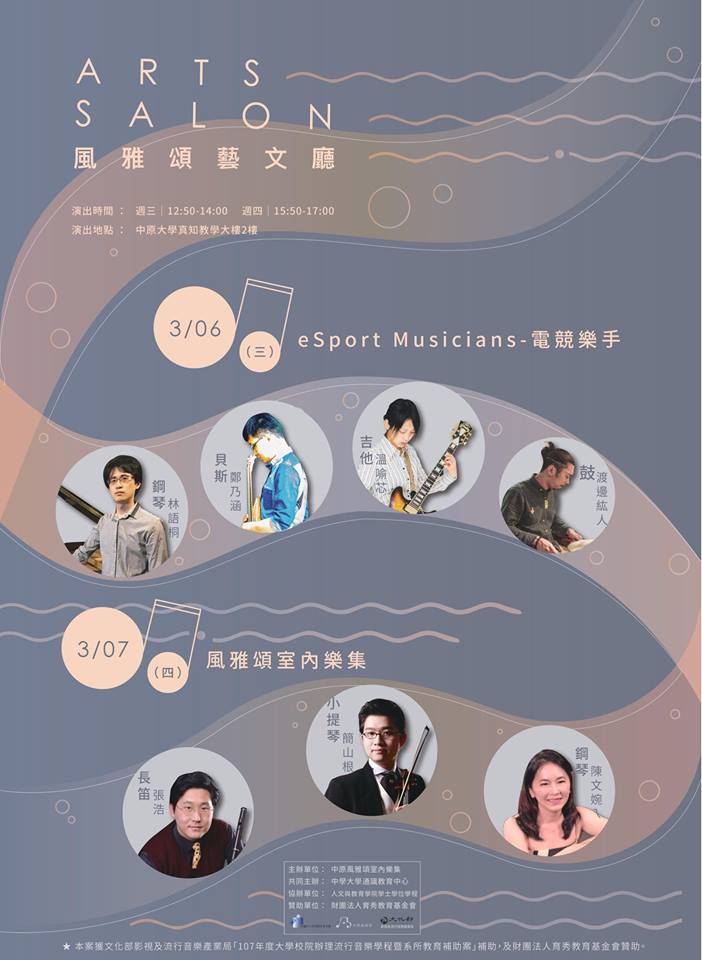 ARTS
SALON
風雅頌藝文廳
演出時間 : 週三｜12:50-14:00 週四｜15:50-17:00
演出地點 : 中原大學真知教學大樓2樓
3/06
(三)
eSport Musicians-電競樂手
鋼琴
林語桐
貝斯
鄭乃涵
吉他
溫喻芯
鼓
渡邊紘人
3/07
(四)
風雅頌室內樂集
長笛
張浩
小提琴
簡山根
鋼琴
陳文婉
主辦單位: 中原風雅頌室內樂集
共同主辦: 中學大學通識教育中心
協辦單位: 人文與教育學院學士學位學程
贊助單位: 財團法人育秀教育基金會
文化部
★ 本案獲文化部影視及流行音樂產業局「107年度大學校院辦理流行音樂學程暨系所教育補助案」補助,及財團法人育秀教育基金會贊助。